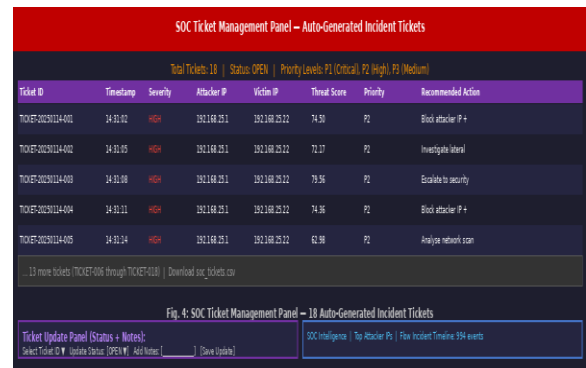 SOC Ticket Management Panel – Auto-Generated Incident Tickets
Total Tickets: 18 | Status: OPEN | Priority Levels: P1 (Critical), P2 (High), P3 (Medium)
Ticket ID Timestamp Severity Attacker IP Victim IP Threat Score Priority Recommended Action
TICKET-20250114-001 14:31:02 HIGH 192.168.25.1 192.168.25.22 74.50 P2 Block attacker IP +
TICKET-20250114-002 14:31:05 HIGH 192.168.25.1 192.168.25.22 72.17 P2 Investigate lateral
TICKET-20250114-003 14:31:08 HIGH 192.168.25.1 192.168.25.22 79.56 P2 Escalate to security
TICKET-20250114-004 14:31:11 HIGH 192.168.25.1 192.168.25.22 74.36 P2 Block attacker IP +
TICKET-20250114-005 14:31:14 HIGH 192.168.25.1 192.168.25.22 62.98 P2 Analyse network scan
... 13 more tickets (TICKET-006 through TICKET-018) | Download soc_tickets.csv
Fig. 4: SOC Ticket Management Panel – 18 Auto-Generated Incident Tickets
Ticket Update Panel (Status + Notes):
Select Ticket ID ▼ Update Status: [OPEN ▼] Add Notes: [__________] [Save Update]
SOC Intelligence | Top Attacker IPs | Flow Incident Timeline: 994 events